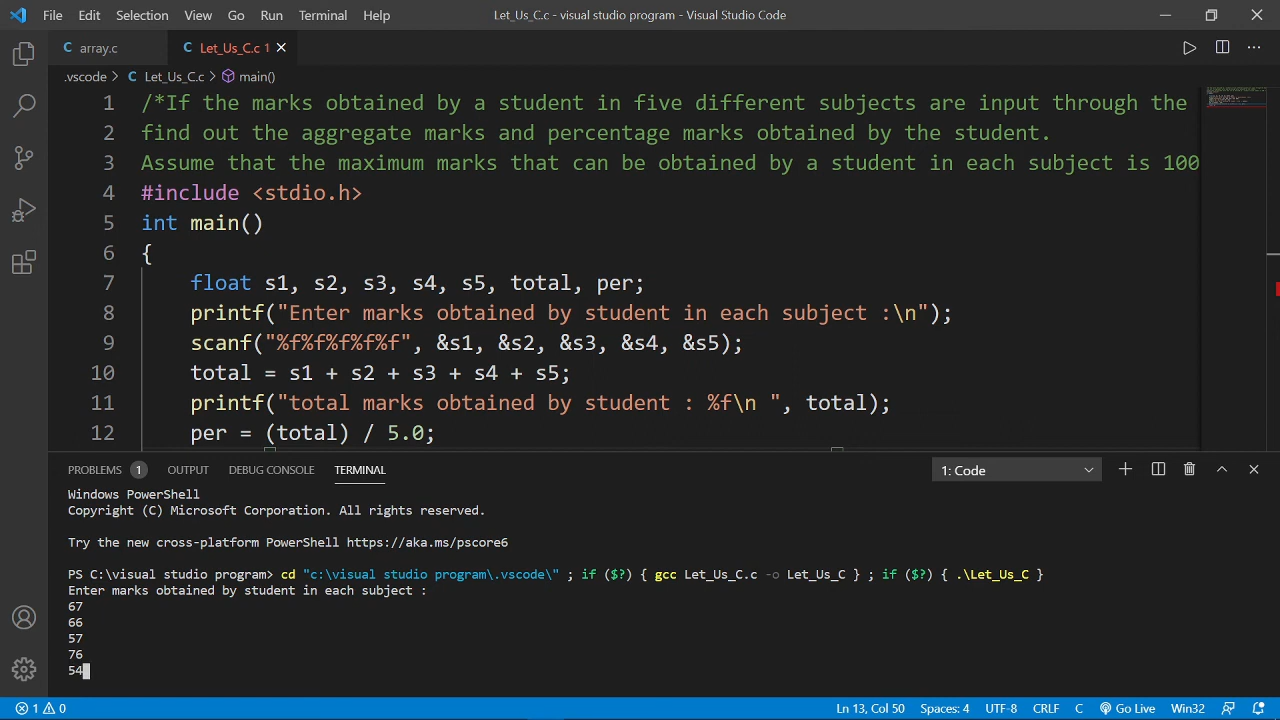 File Edit Selection View Go Run Terminal Help Let_Us_C.c - visual studio program - Visual Studio Code
array.c Let_Us_C.c 1
.vscode > Let_Us_C.c > main()
1 /*If the marks obtained by a student in five different subjects are input through the
2 find out the aggregate marks and percentage marks obtained by the student.
3 Assume that the maximum marks that can be obtained by a student in each subject is 100
4 #include <stdio.h>
5 int main()
6 {
7 float s1, s2, s3, s4, s5, total, per;
8 printf("Enter marks obtained by student in each subject :\n");
9 scanf("%f%f%f%f%f", &s1, &s2, &s3, &s4, &s5);
10 total = s1 + s2 + s3 + s4 + s5;
11 printf("total marks obtained by student : %f\n ", total);
12 per = (total) / 5.0;
PROBLEMS 1 OUTPUT DEBUG CONSOLE TERMINAL 1: Code
Windows PowerShell
Copyright (C) Microsoft Corporation. All rights reserved.
Try the new cross-platform PowerShell https://aka.ms/pscore6
PS C:\visual studio program> cd "c:\visual studio program\.vscode\" ; if ($?) { gcc Let_Us_C.c -o Let_Us_C } ; if ($?) { .\Let_Us_C }
Enter marks obtained by student in each subject :
67
66
57
76
54
1 0 Ln 13, Col 50 Spaces: 4 UTF-8 CRLF C Go Live Win32